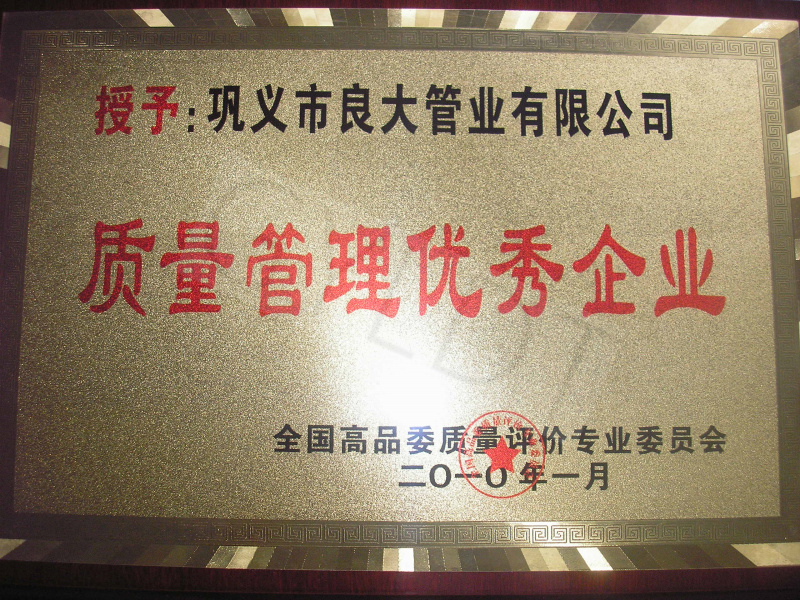 授予:巩义市良大管业有限公司
质量管理优秀企业
全国高品委质量评价专业委员会
二〇一〇年一月